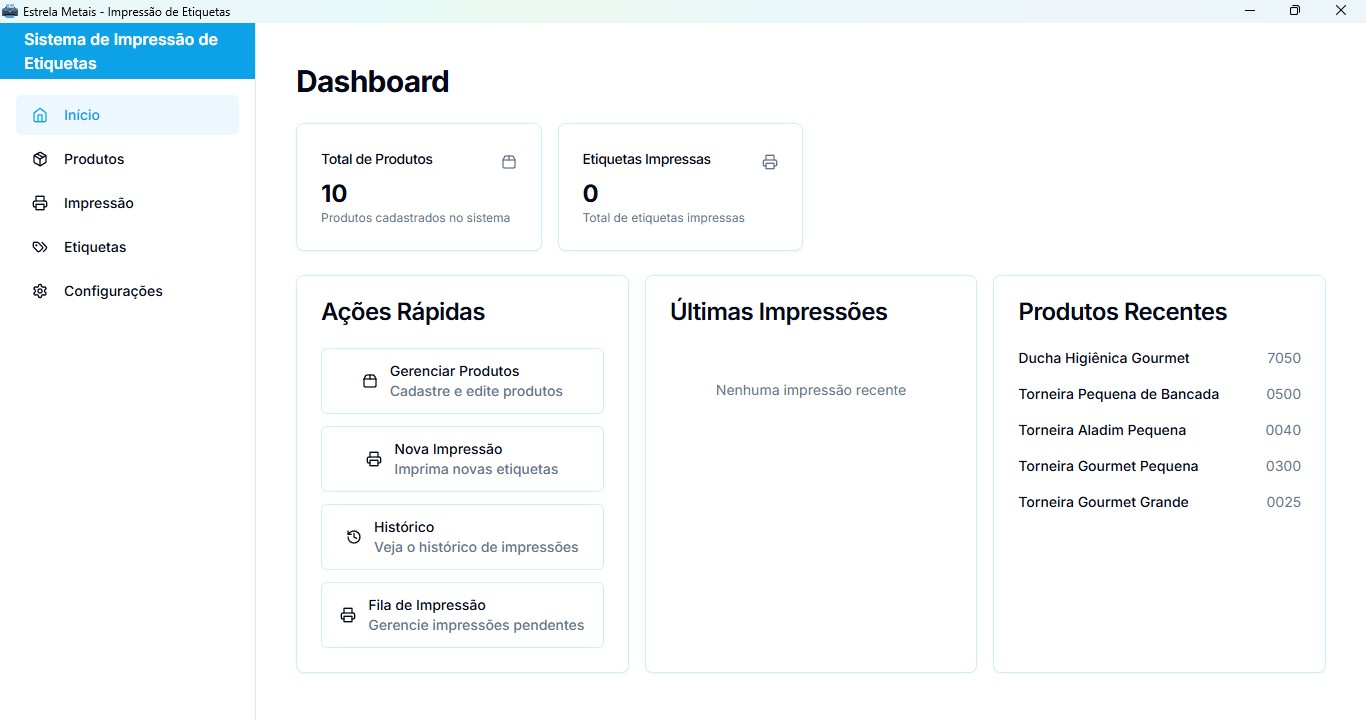 Estrela Metais - Impressão de Etiquetas
Sistema de Impressão de
Etiquetas
Início
Produtos
Impressão
Etiquetas
Configurações
Dashboard
Total de Produtos
10
Produtos cadastrados no sistema
Etiquetas Impressas
0
Total de etiquetas impressas
Ações Rápidas
Gerenciar Produtos
Cadastre e edite produtos
Nova Impressão
Imprima novas etiquetas
Histórico
Veja o histórico de impressões
Fila de Impressão
Gerencie impressões pendentes
Últimas Impressões
Nenhuma impressão recente
Produtos Recentes
Ducha Higiênica Gourmet 7050
Torneira Pequena de Bancada 0500
Torneira Aladim Pequena 0040
Torneira Gourmet Pequena 0300
Torneira Gourmet Grande 0025